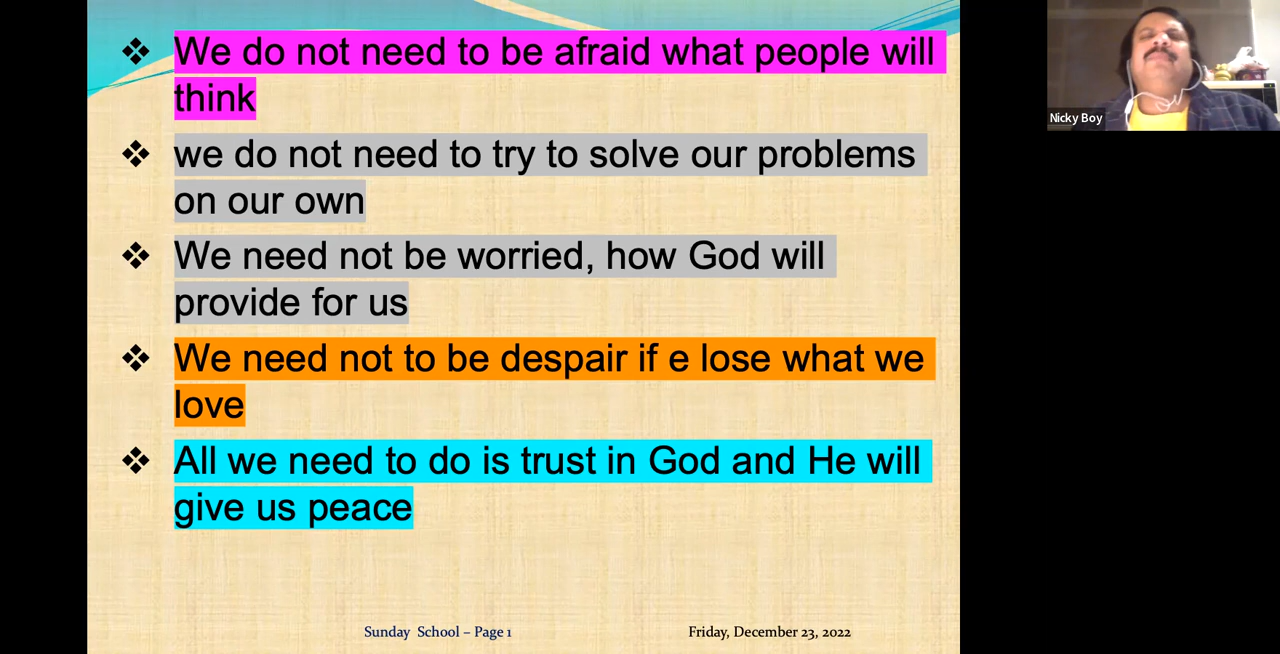 We do not need to be afraid what people will
think
we do not need to try to solve our problems
on our own
We need not be worried, how God will
provide for us
We need not to be despair if e lose what we
love
All we need to do is trust in God and He will
give us peace
Sunday School – Page 1
Friday, December 23, 2022
Nicky Boy